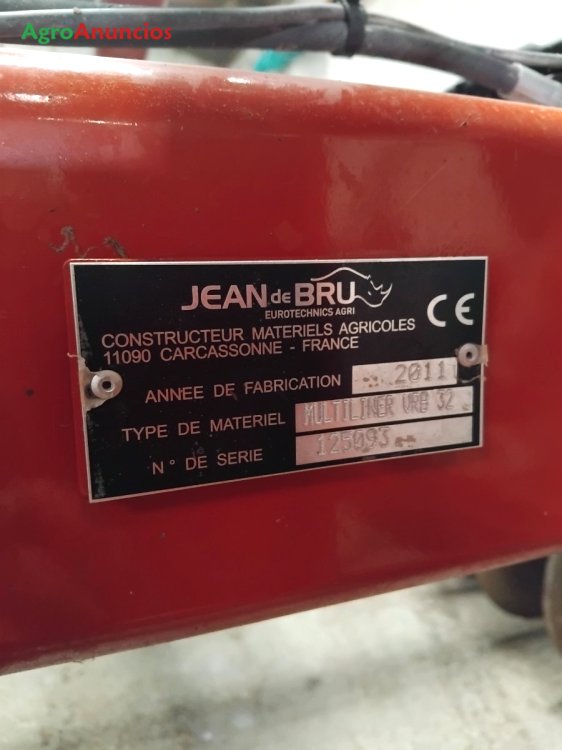 AgroAnuncios
JEAN de BRU
EUROTECHNICS AGRI
CE
CONSTRUCTEUR MATERIELS AGRICOLES
11090 CARCASSONNE - FRANCE
ANNEE DE FABRICATION 2011
TYPE DE MATERIEL MULTILINER VRB 32
N° DE SERIE 125093